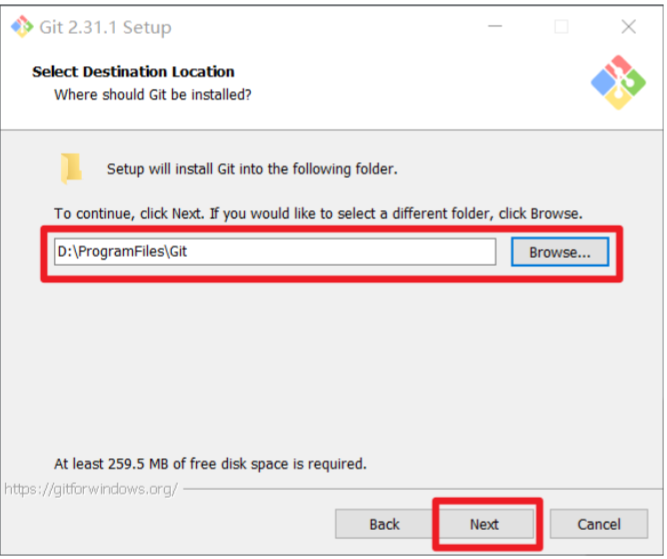 Git 2.31.1 Setup
Select Destination Location
Where should Git be installed?
Setup will install Git into the following folder.
To continue, click Next. If you would like to select a different folder, click Browse.
D:\ProgramFiles\Git
Browse...
At least 259.5 MB of free disk space is required.
https://gitforwindows.org/
Back
Next
Cancel